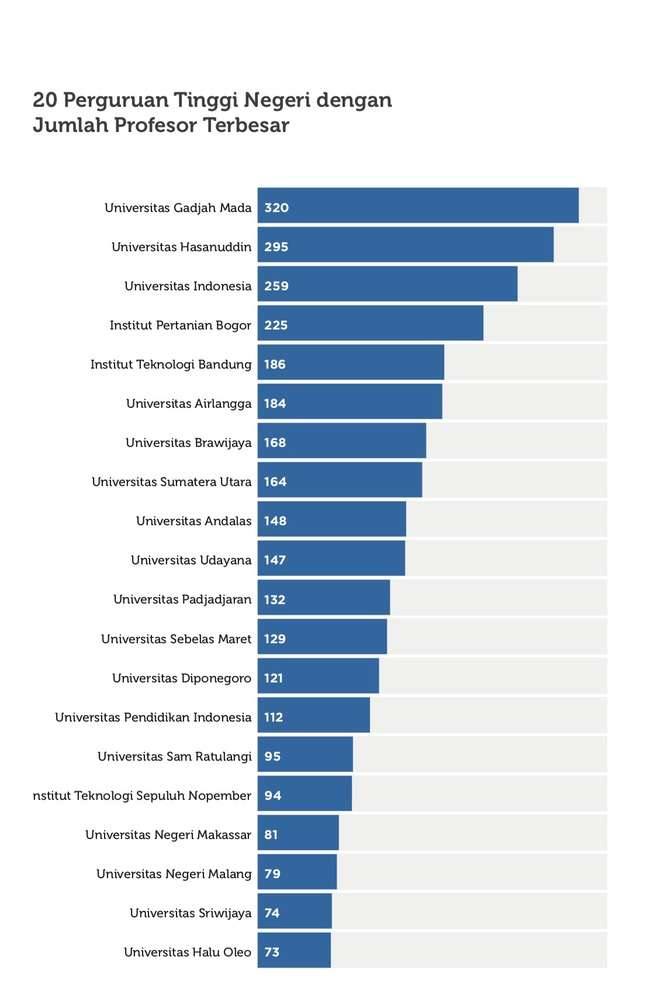 20 Perguruan Tinggi Negeri dengan
Jumlah Profesor Terbesar
Universitas Gadjah Mada 320
Universitas Hasanuddin 295
Universitas Indonesia 259
Institut Pertanian Bogor 225
Institut Teknologi Bandung 186
Universitas Airlangga 184
Universitas Brawijaya 168
Universitas Sumatera Utara 164
Universitas Andalas 148
Universitas Udayana 147
Universitas Padjadjaran 132
Universitas Sebelas Maret 129
Universitas Diponegoro 121
Universitas Pendidikan Indonesia 112
Universitas Sam Ratulangi 95
nstitut Teknologi Sepuluh Nopember 94
Universitas Negeri Makassar 81
Universitas Negeri Malang 79
Universitas Sriwijaya 74
Universitas Halu Oleo 73